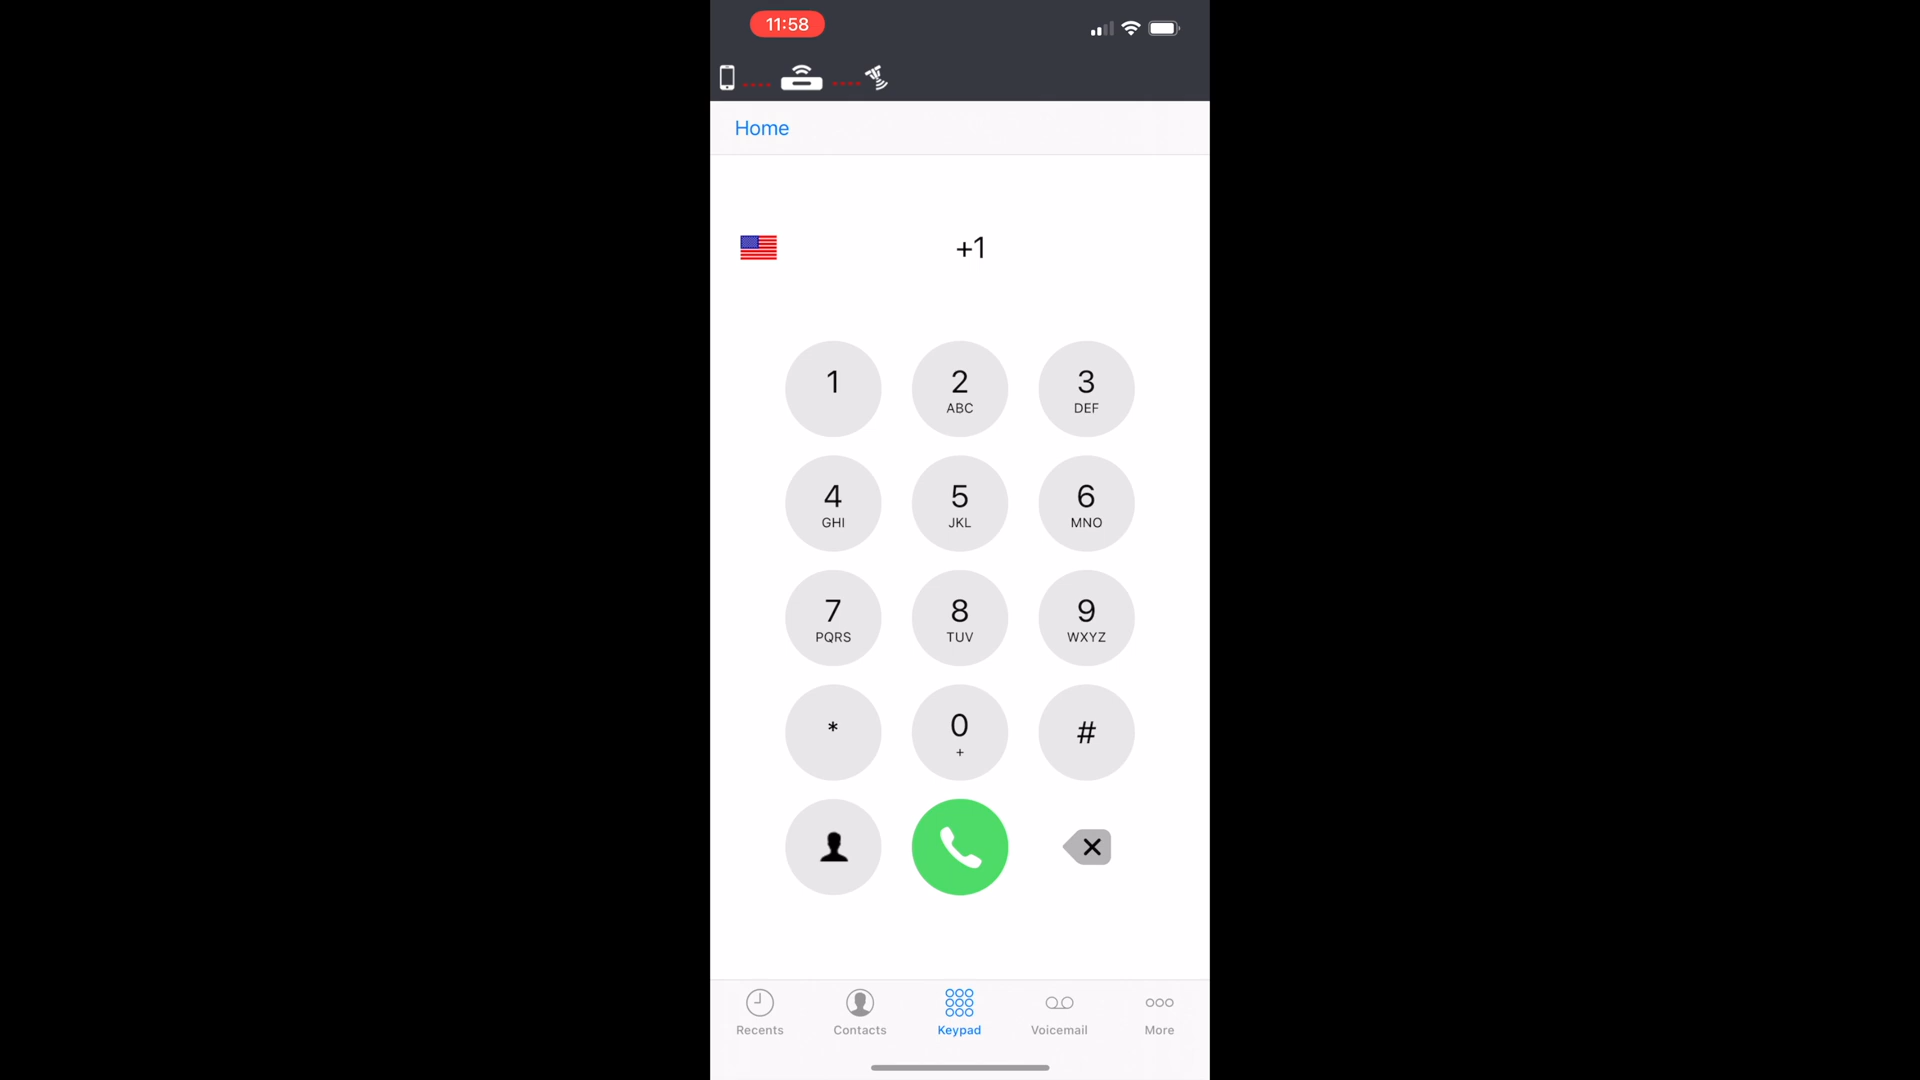 11:58
Home
+1
1
2
ABC
3
DEF
4
GHI
5
JKL
6
MNO
7
PQRS
8
TUV
9
WXYZ
*
0
+
#
Recents
Contacts
Keypad
Voicemail
More